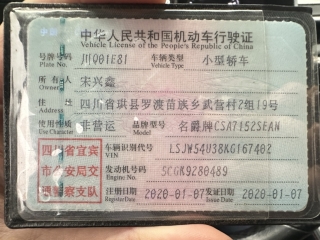 中华人民共和国机动车行驶证
Vehicle License of the People's Republic of China
号牌号码 川Q01E81 车辆类型 小型轿车
Plate No. Vehicle Type
所有人 宋兴鑫
Owner
住址 四川省珙县罗渡苗族乡武营村2组19号
Address
使用性质 非营运 品牌型号 名爵牌CSA7152SEAN
Use Character Model
四川省宜宾市公安局交通警察支队
车辆识别代号 LSJW54U38KG167402
VIN
发动机号码 SCGK9280489
Engine No.
注册日期 2020-01-07 发证日期 2020-01-07
Register Date Issue Date